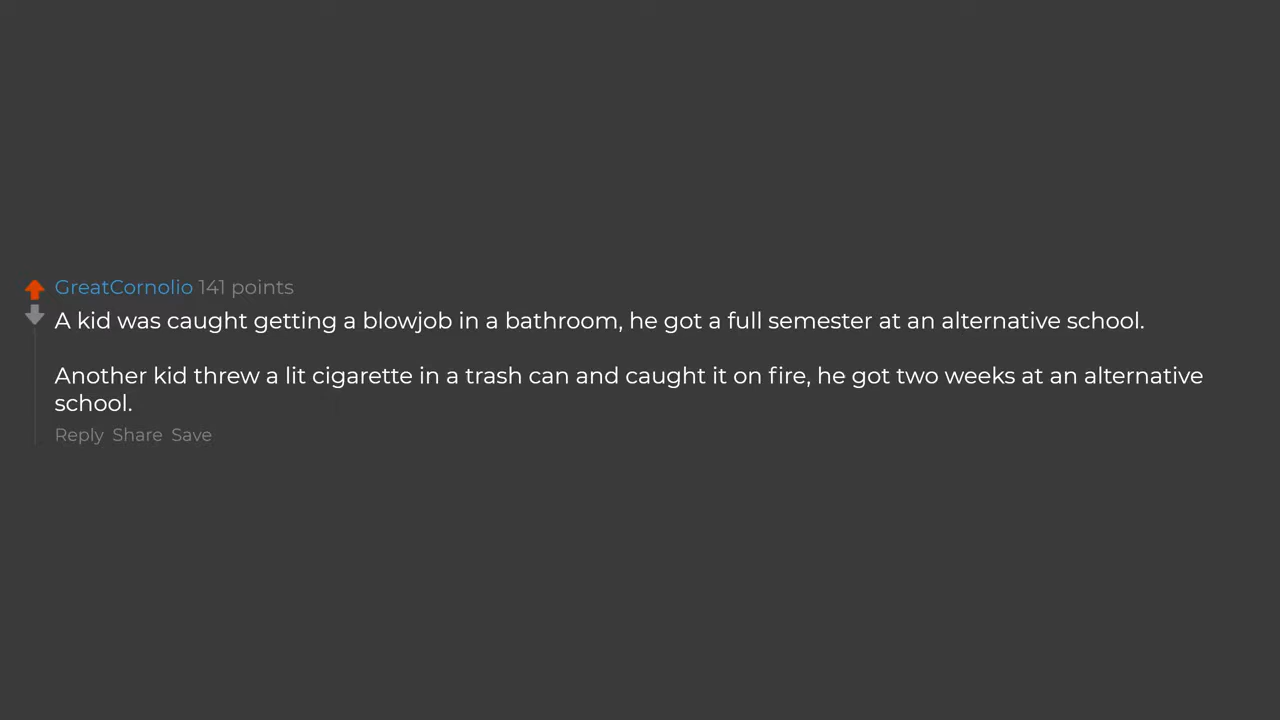 GreatCornolio 141 points
A kid was caught getting a blowjob in a bathroom, he got a full semester at an alternative school.
Another kid threw a lit cigarette in a trash can and caught it on fire, he got two weeks at an alternative
school.
Reply Share Save